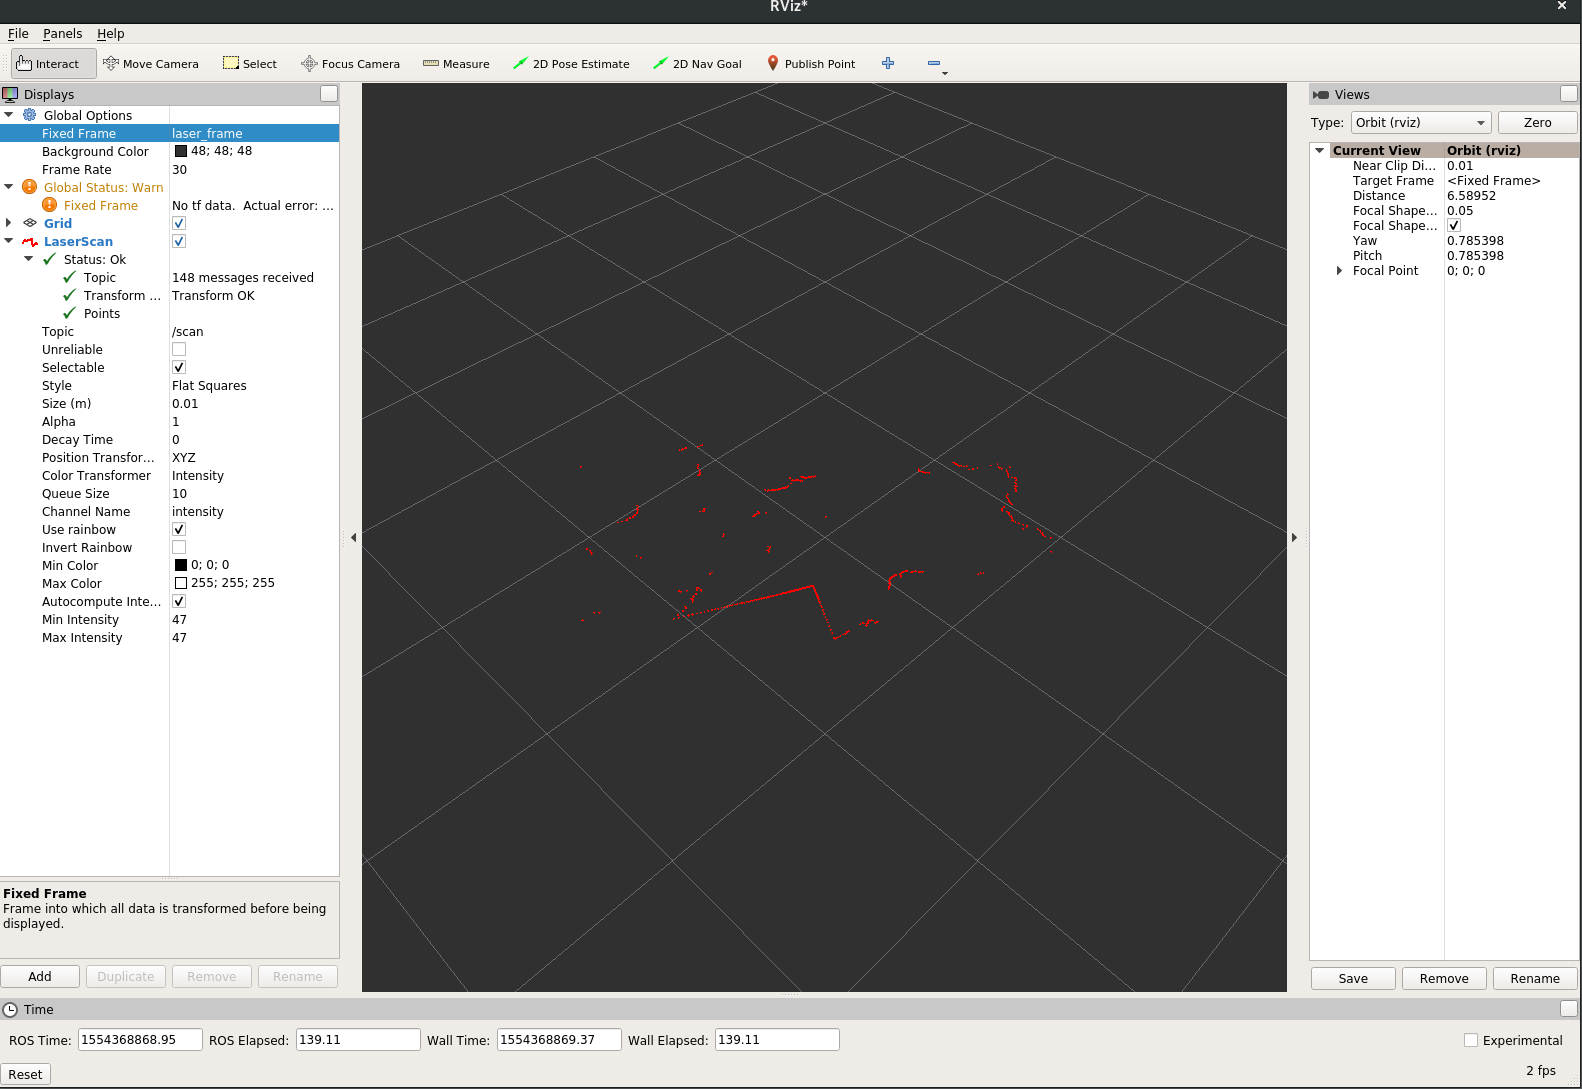 RViz*
File Panels Help
Interact Move Camera Select Focus Camera Measure 2D Pose Estimate 2D Nav Goal Publish Point
Displays
Global Options
Fixed Frame laser_frame
Background Color 48; 48; 48
Frame Rate 30
Global Status: Warn
Fixed Frame No tf data.  Actual error: ...
Grid
LaserScan
Status: Ok
Topic 148 messages received
Transform ... Transform OK
Points
Topic /scan
Unreliable
Selectable
Style Flat Squares
Size (m) 0.01
Alpha 1
Decay Time 0
Position Transfor... XYZ
Color Transformer Intensity
Queue Size 10
Channel Name intensity
Use rainbow
Invert Rainbow
Min Color 0; 0; 0
Max Color 255; 255; 255
Autocompute Inte...
Min Intensity 47
Max Intensity 47
Fixed Frame
Frame into which all data is transformed before being
displayed.
Add Duplicate Remove Rename
Views
Type: Orbit (rviz) Zero
Current View Orbit (rviz)
Near Clip Di... 0.01
Target Frame <Fixed Frame>
Distance 6.58952
Focal Shape... 0.05
Focal Shape...
Yaw 0.785398
Pitch 0.785398
Focal Point 0; 0; 0
Save Remove Rename
Time
ROS Time: 1554368868.95 ROS Elapsed: 139.11 Wall Time: 1554368869.37 Wall Elapsed: 139.11 Experimental
Reset 2 fps